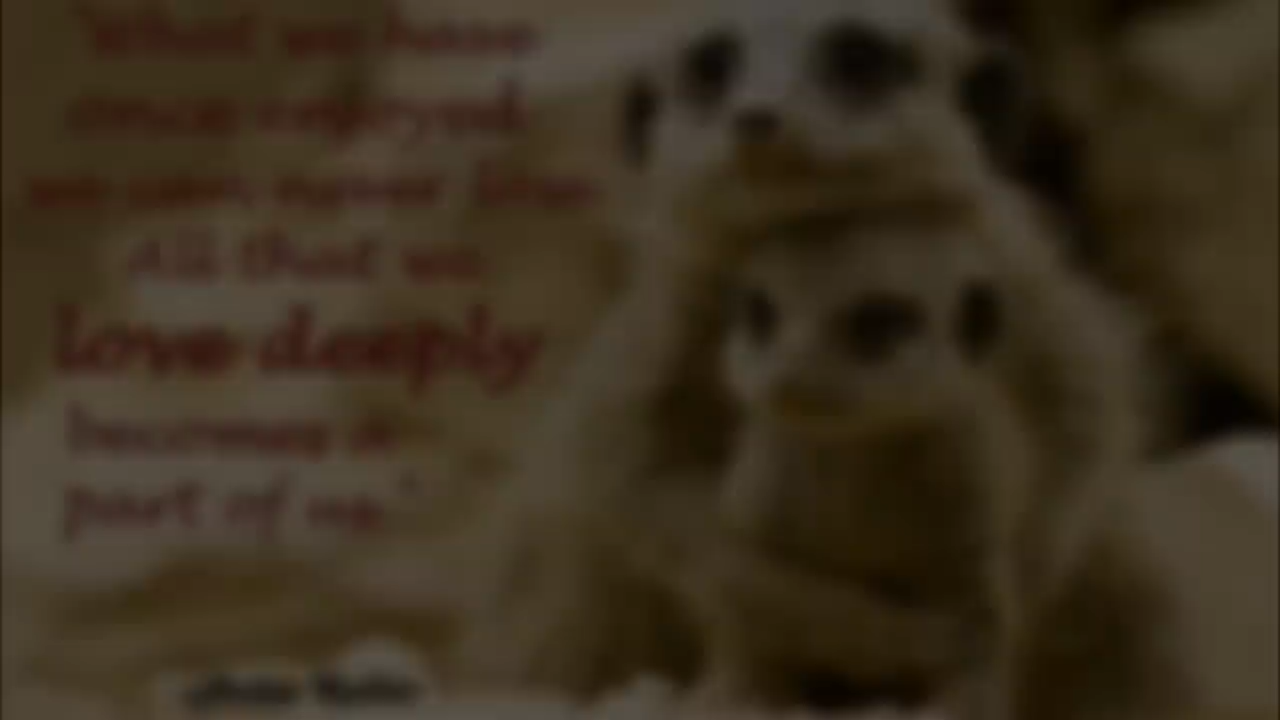 What we have
once enjoyed
we can never lose
All that we
love deeply
becomes a
part of us."